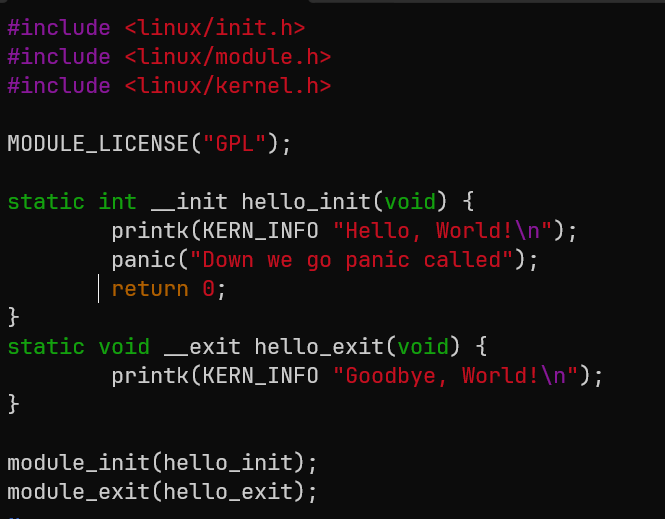 #include <linux/init.h>
#include <linux/module.h>
#include <linux/kernel.h>
MODULE_LICENSE("GPL");
static int __init hello_init(void) {
printk(KERN_INFO "Hello, World!\n");
panic("Down we go panic called");
return 0;
}
static void __exit hello_exit(void) {
printk(KERN_INFO "Goodbye, World!\n");
}
module_init(hello_init);
module_exit(hello_exit);